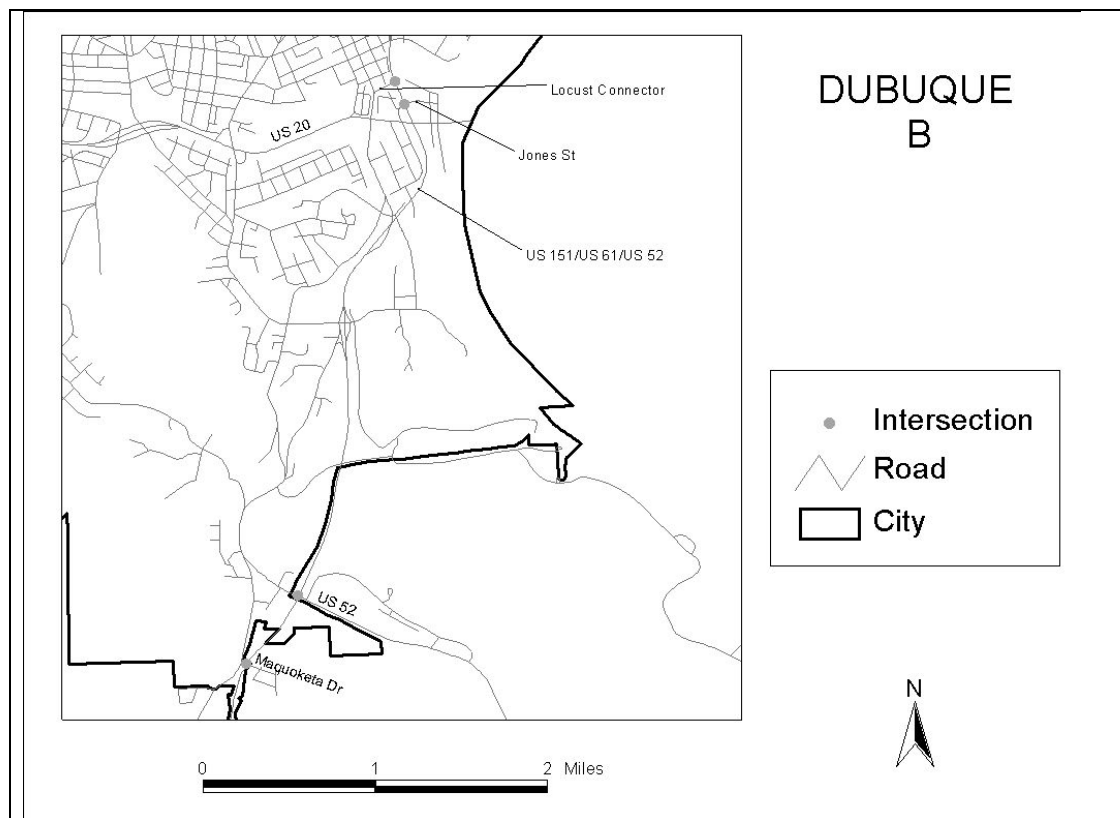 DUBUQUE
B
Locust Connector
US 20
Jones St
US 151/US 61/US 52
Intersection
Road
City
US 52
Maquoketa Dr
N
0 1 2 Miles